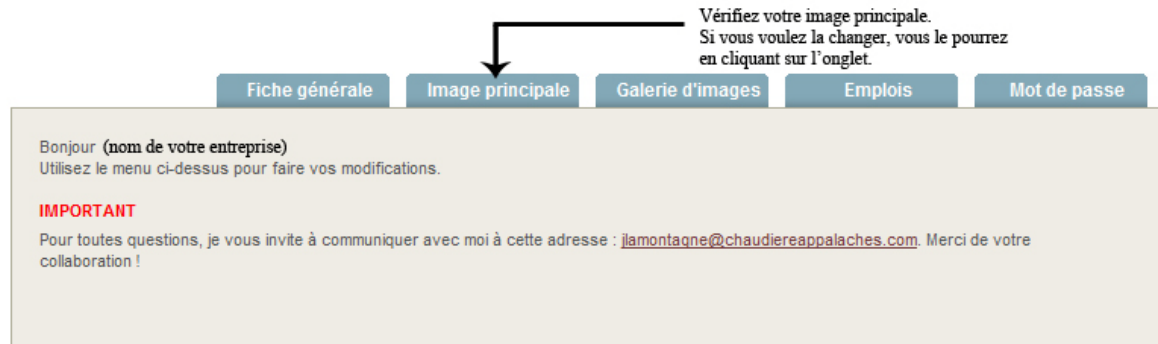 Vérifiez votre image principale.
Si vous voulez la changer, vous le pourrez
en cliquant sur l'onglet.
Fiche générale
Image principale
Galerie d'images
Emplois
Mot de passe
Bonjour (nom de votre entreprise)
Utilisez le menu ci-dessus pour faire vos modifications.
IMPORTANT
Pour toutes questions, je vous invite à communiquer avec moi à cette adresse : jlamontagne@chaudiereappalaches.com. Merci de votre
collaboration !